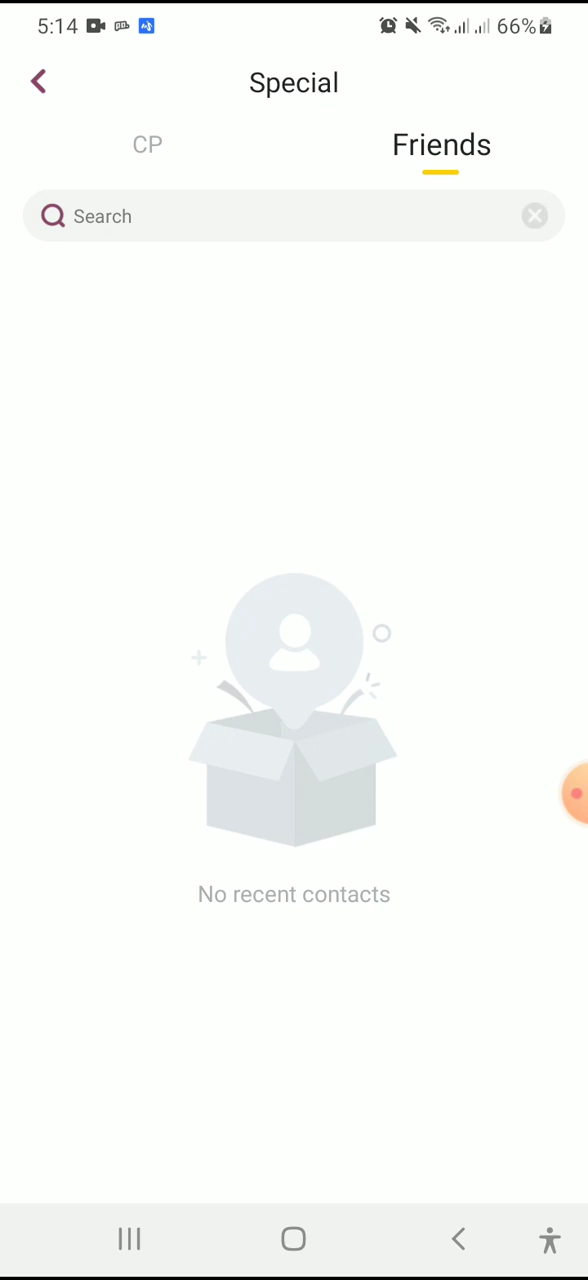 5:14 66%
Special
CP Friends
Search
No recent contacts